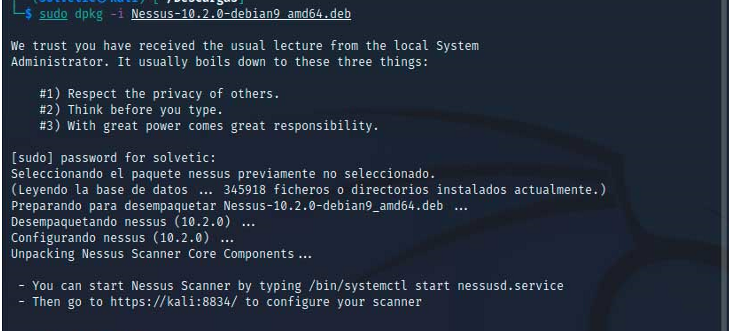 └─$ sudo dpkg -i Nessus-10.2.0-debian9_amd64.deb
We trust you have received the usual lecture from the local System
Administrator. It usually boils down to these three things:
#1) Respect the privacy of others.
#2) Think before you type.
#3) With great power comes great responsibility.
[sudo] password for solvetic:
Seleccionando el paquete nessus previamente no seleccionado.
(Leyendo la base de datos ... 345918 ficheros o directorios instalados actualmente.)
Preparando para desempaquetar Nessus-10.2.0-debian9_amd64.deb ...
Desempaquetando nessus (10.2.0) ...
Configurando nessus (10.2.0) ...
Unpacking Nessus Scanner Core Components...
- You can start Nessus Scanner by typing /bin/systemctl start nessusd.service
- Then go to https://kali:8834/ to configure your scanner